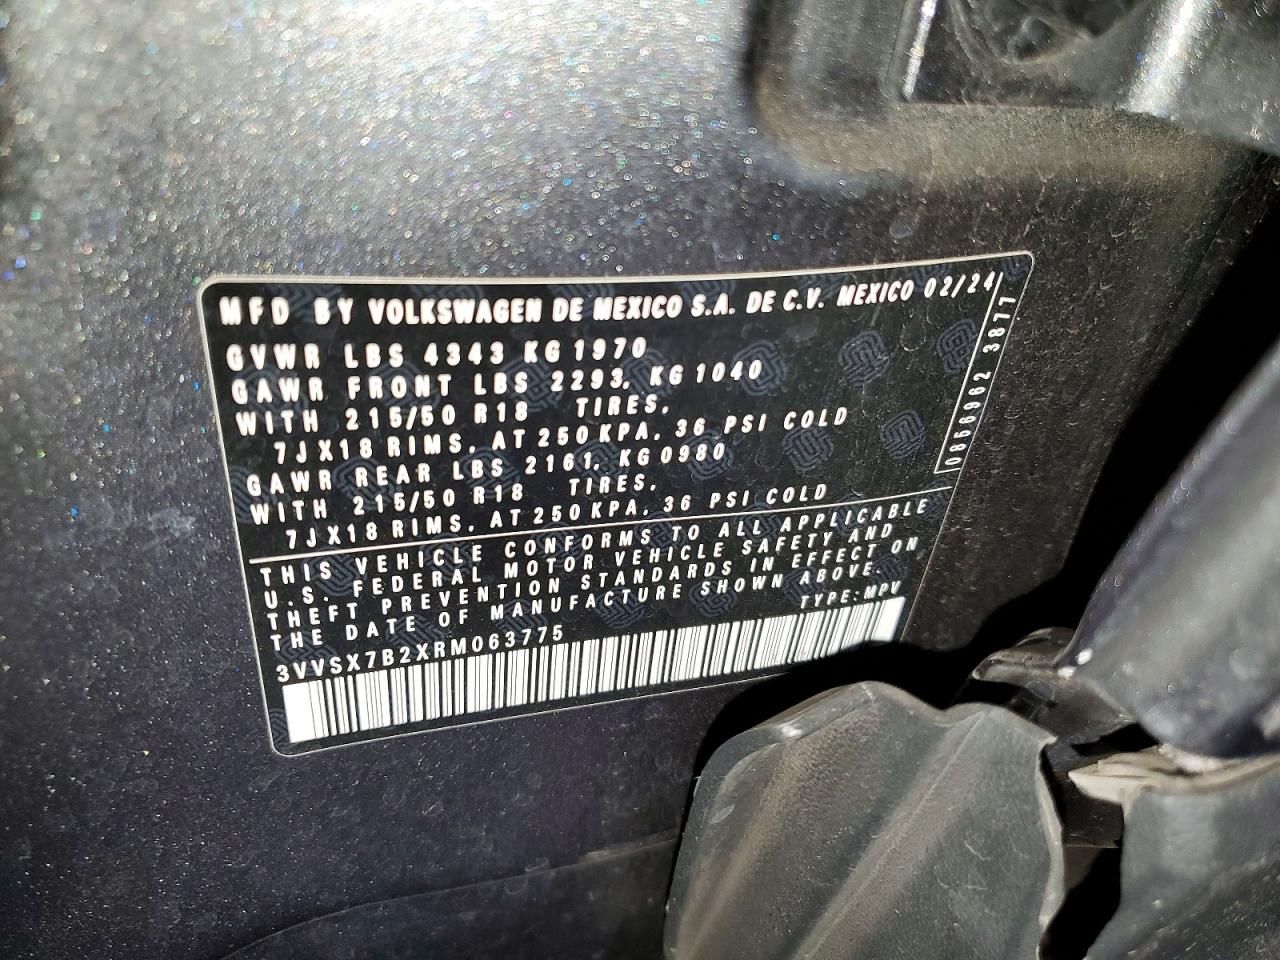 MFD BY VOLKSWAGEN DE MEXICO S.A. DE C.V. MEXICO 02/24
GVWR LBS 4343 KG 1970
GAWR FRONT LBS 2293, KG 1040
WITH 215/50 R18 TIRES,
7JX18 RIMS, AT 250 KPA, 36 PSI COLD
GAWR REAR LBS 2161, KG 0980
WITH 215/50 R18 TIRES,
7JX18 RIMS, AT 250 KPA, 36 PSI COLD
0856962 3877
THIS VEHICLE CONFORMS TO ALL APPLICABLE
U.S. FEDERAL MOTOR VEHICLE SAFETY AND
THEFT PREVENTION STANDARDS IN EFFECT ON
THE DATE OF MANUFACTURE SHOWN ABOVE.
3VVSX7B2XRM063775 TYPE: MPV